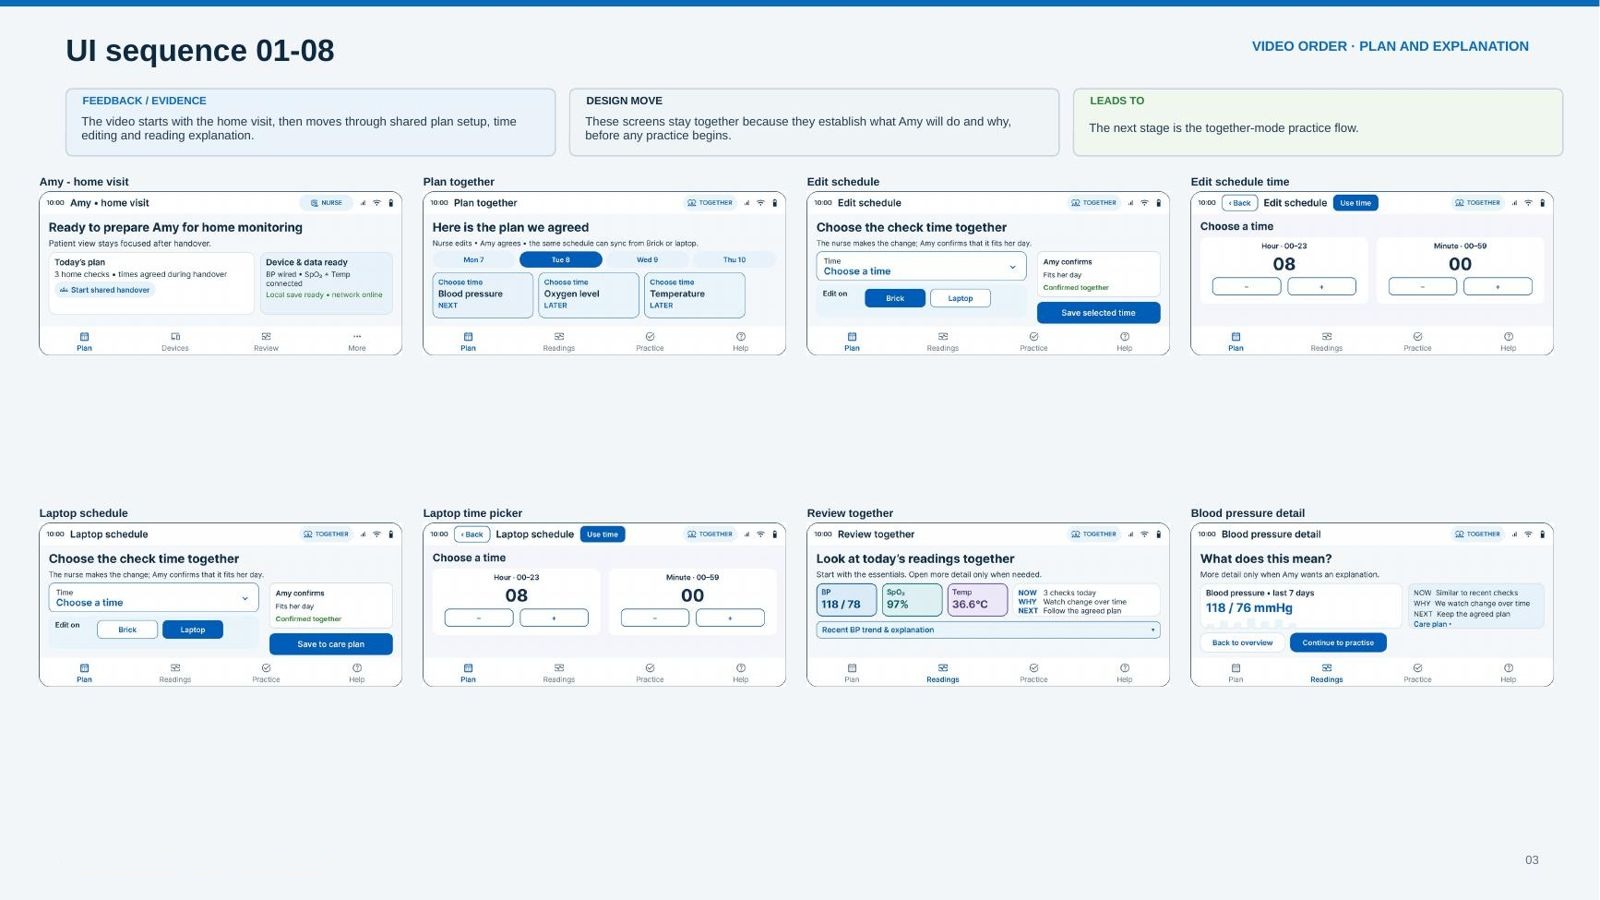 UI sequence 01-08
VIDEO ORDER · PLAN AND EXPLANATION
FEEDBACK / EVIDENCE
The video starts with the home visit, then moves through shared plan setup, time
editing and reading explanation.
DESIGN MOVE
These screens stay together because they establish what Amy will do and why,
before any practice begins.
LEADS TO
The next stage is the together-mode practice flow.
Amy - home visit
10:00 Amy • home visit NURSE
Ready to prepare Amy for home monitoring
Patient view stays focused after handover.
Today's plan
3 home checks • times agreed during handover
Start shared handover
Device & data ready
BP wired • SpO₂ + Temp
connected
Local save ready • network online
Plan Devices Review More
Plan together
10:00 Plan together TOGETHER
Here is the plan we agreed
Nurse edits • Amy agrees • the same schedule can sync from Brick or laptop.
Mon 7 Tue 8 Wed 9 Thu 10
Choose time
Blood pressure
NEXT
Choose time
Oxygen level
LATER
Choose time
Temperature
LATER
Plan Readings Practice Help
Edit schedule
10:00 Edit schedule TOGETHER
Choose the check time together
The nurse makes the change; Amy confirms that it fits her day.
Time
Choose a time
Edit on Brick Laptop
Amy confirms
Fits her day
Confirmed together
Save selected time
Plan Readings Practice Help
Edit schedule time
10:00 ‹ Back Edit schedule Use time
Choose a time
Hour · 00–23
08
− +
Minute · 00–59
00
− +
Plan Readings Practice Help
Laptop schedule
10:00 Laptop schedule TOGETHER
Choose the check time together
The nurse makes the change; Amy confirms that it fits her day.
Time
Choose a time
Edit on Brick Laptop
Amy confirms
Fits her day
Confirmed together
Save to care plan
Plan Readings Practice Help
Laptop time picker
10:00 ‹ Back Laptop schedule Use time TOGETHER
Choose a time
Hour · 00–23
08
− +
Minute · 00–59
00
− +
Plan Readings Practice Help
Review together
10:00 Review together TOGETHER
Look at today's readings together
Start with the essentials. Open more detail only when needed.
BP
118 / 78
SpO₂
97%
Temp
36.6°C
NOW 3 checks today
WHY Watch change over time
NEXT Follow the agreed plan
Recent BP trend & explanation
Plan Readings Practice Help
Blood pressure detail
10:00 Blood pressure detail TOGETHER
What does this mean?
More detail only when Amy wants an explanation.
Blood pressure • last 7 days
118 / 76 mmHg
NOW Similar to recent checks
WHY We watch change over time
NEXT Keep the agreed plan
Care plan •
Back to overview Continue to practise
Plan Readings Practice Help
03